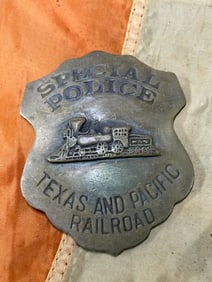 SPECIAL
POLICE
TEXAS AND PACIFIC
RAILROAD